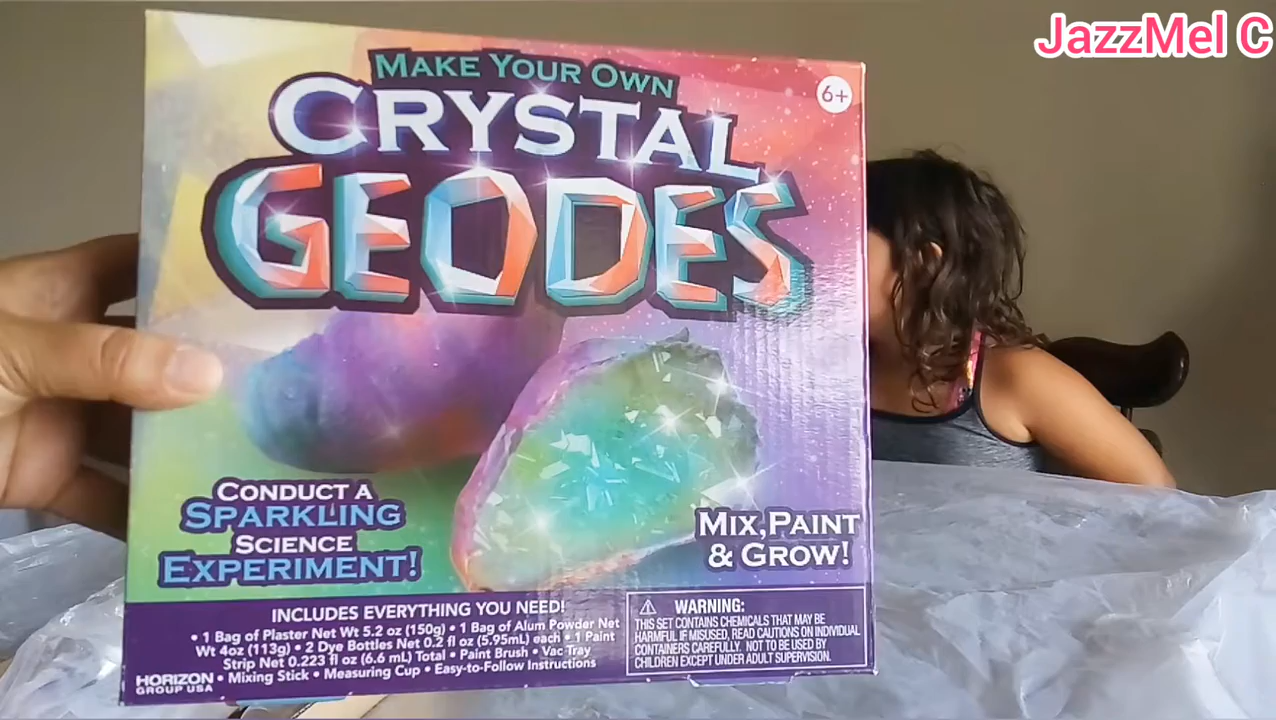 JazzMel C
MAKE YOUR OWN
CRYSTAL
GEODES
6+
CONDUCT A
SPARKLING
SCIENCE
EXPERIMENT!
MIX, PAINT
& GROW!
INCLUDES EVERYTHING YOU NEED!
• 1 Bag of Plaster Net Wt 5.2 oz (150g) • 1 Bag of Alum Powder Net
Wt 4oz (113g) • 2 Dye Bottles Net 0.2 fl oz (5.95mL) each • 1 Paint
Strip Net 0.223 fl oz (6.6 mL) Total • Paint Brush • Vac Tray
• Mixing Stick • Measuring Cup • Easy-to-Follow Instructions
HORIZON
GROUP USA
WARNING:
THIS SET CONTAINS CHEMICALS THAT MAY BE
HARMFUL IF MISUSED. READ CAUTIONS ON INDIVIDUAL
CONTAINERS CAREFULLY. NOT TO BE USED BY
CHILDREN EXCEPT UNDER ADULT SUPERVISION.